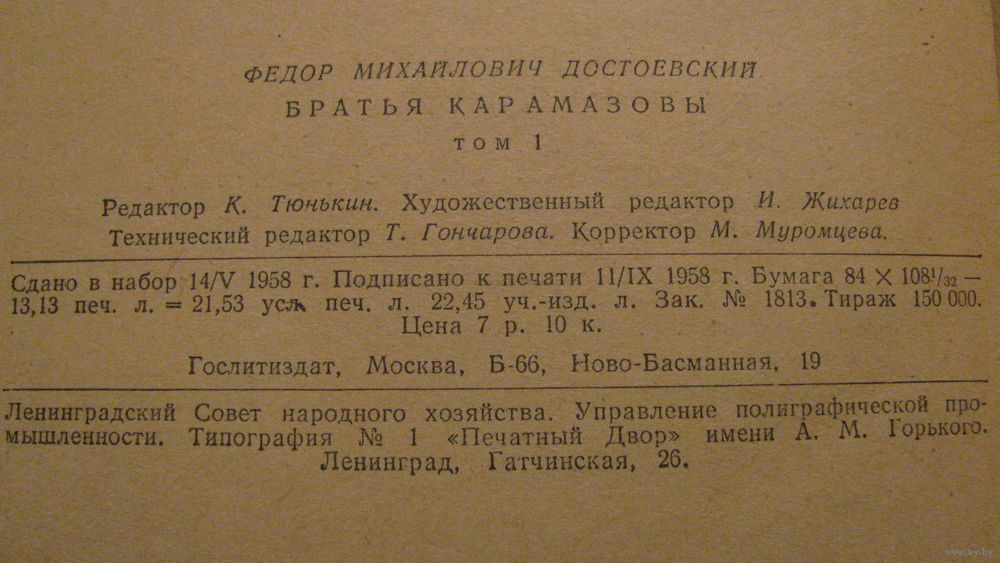 ФЕДОР МИХАЙЛОВИЧ ДОСТОЕВСКИЙ
БРАТЬЯ КАРАМАЗОВЫ
ТОМ 1
Редактор К. Тюнькин. Художественный редактор И. Жихарев
Технический редактор Т. Гончарова. Корректор М. Муромцева.
Сдано в набор 14/V 1958 г. Подписано к печати 11/IX 1958 г. Бумага 84 × 108¹/₃₂ —
13,13 печ. л. = 21,53 усл. печ. л. 22,45 уч.-изд. л. Зак. № 1813. Тираж 150 000.
Цена 7 р. 10 к.
Гослитиздат, Москва, Б-66, Ново-Басманная, 19
Ленинградский Совет народного хозяйства. Управление полиграфической про-
мышленности. Типография № 1 «Печатный Двор» имени А. М. Горького.
Ленинград, Гатчинская, 26.
www.ay.by